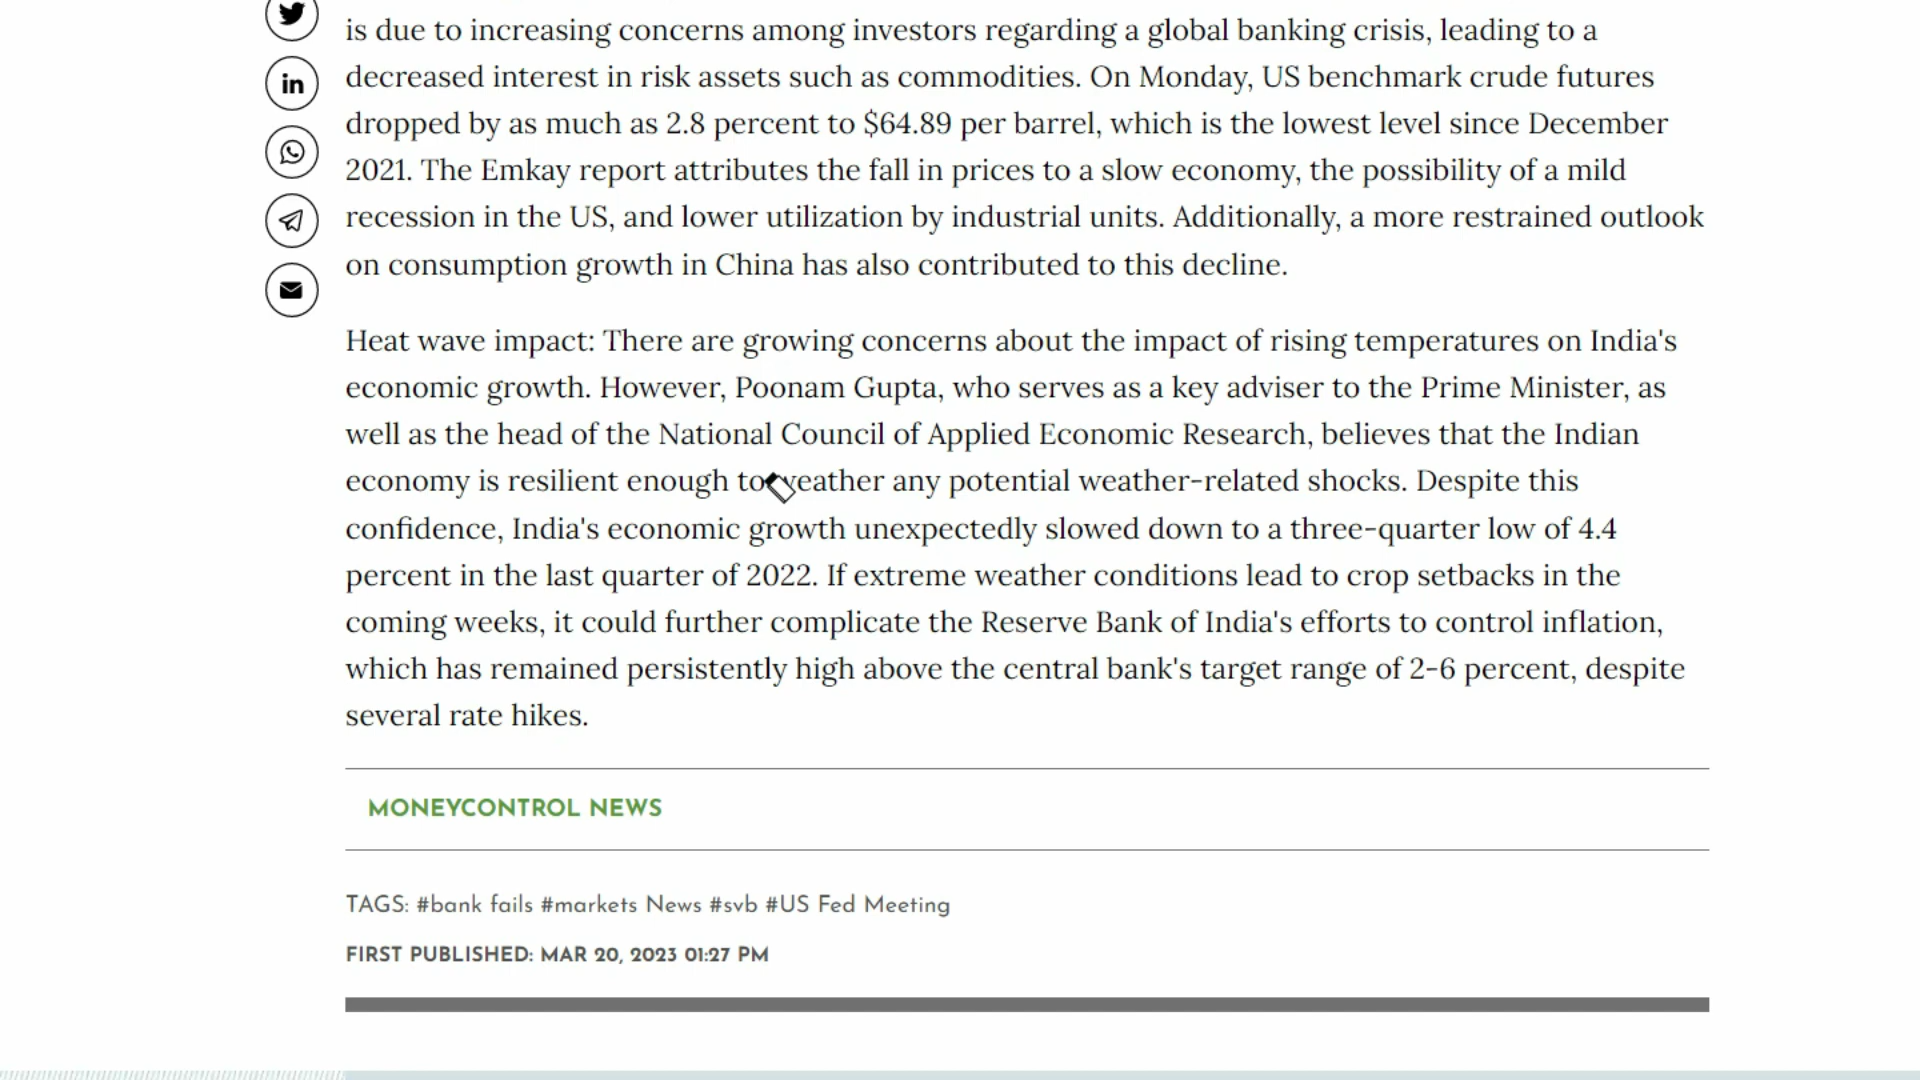 is due to increasing concerns among investors regarding a global banking crisis, leading to a
decreased interest in risk assets such as commodities. On Monday, US benchmark crude futures
dropped by as much as 2.8 percent to $64.89 per barrel, which is the lowest level since December
2021. The Emkay report attributes the fall in prices to a slow economy, the possibility of a mild
recession in the US, and lower utilization by industrial units. Additionally, a more restrained outlook
on consumption growth in China has also contributed to this decline.
Heat wave impact: There are growing concerns about the impact of rising temperatures on India's
economic growth. However, Poonam Gupta, who serves as a key adviser to the Prime Minister, as
well as the head of the National Council of Applied Economic Research, believes that the Indian
economy is resilient enough to weather any potential weather-related shocks. Despite this
confidence, India's economic growth unexpectedly slowed down to a three-quarter low of 4.4
percent in the last quarter of 2022. If extreme weather conditions lead to crop setbacks in the
coming weeks, it could further complicate the Reserve Bank of India's efforts to control inflation,
which has remained persistently high above the central bank's target range of 2-6 percent, despite
several rate hikes.
MONEYCONTROL NEWS
TAGS: #bank fails #markets News #svb #US Fed Meeting
FIRST PUBLISHED: MAR 20, 2023 01:27 PM